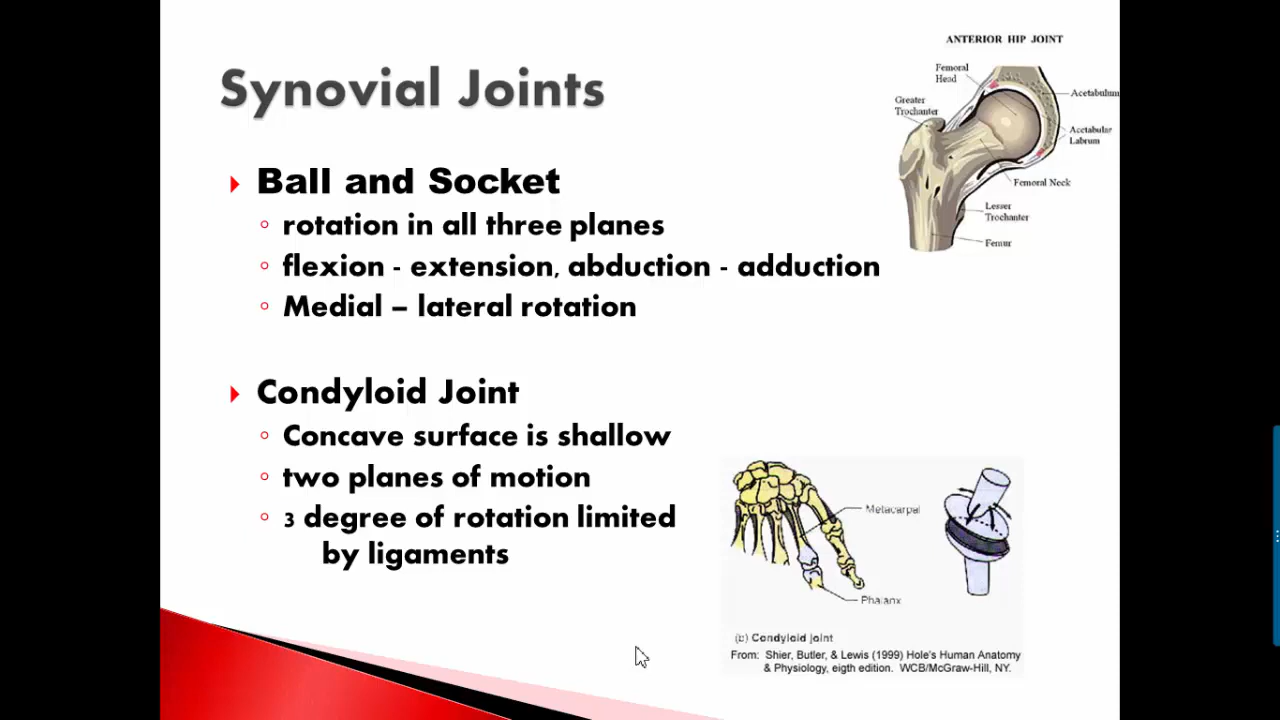 Synovial Joints
Ball and Socket
rotation in all three planes
flexion - extension, abduction - adduction
Medial – lateral rotation
Condyloid Joint
Concave surface is shallow
two planes of motion
3 degree of rotation limited
by ligaments
ANTERIOR HIP JOINT
Femoral
Head
Greater
Trochanter
Acetabulum
Acetabular
Labrum
Femoral Neck
Lesser
Trochanter
Femur
Metacarpal
Phalanx
(c) Condyloid joint
From: Shier, Butler, & Lewis (1999) Hole's Human Anatomy
& Physiology, eigth edition. WCB/McGraw-Hill, NY.